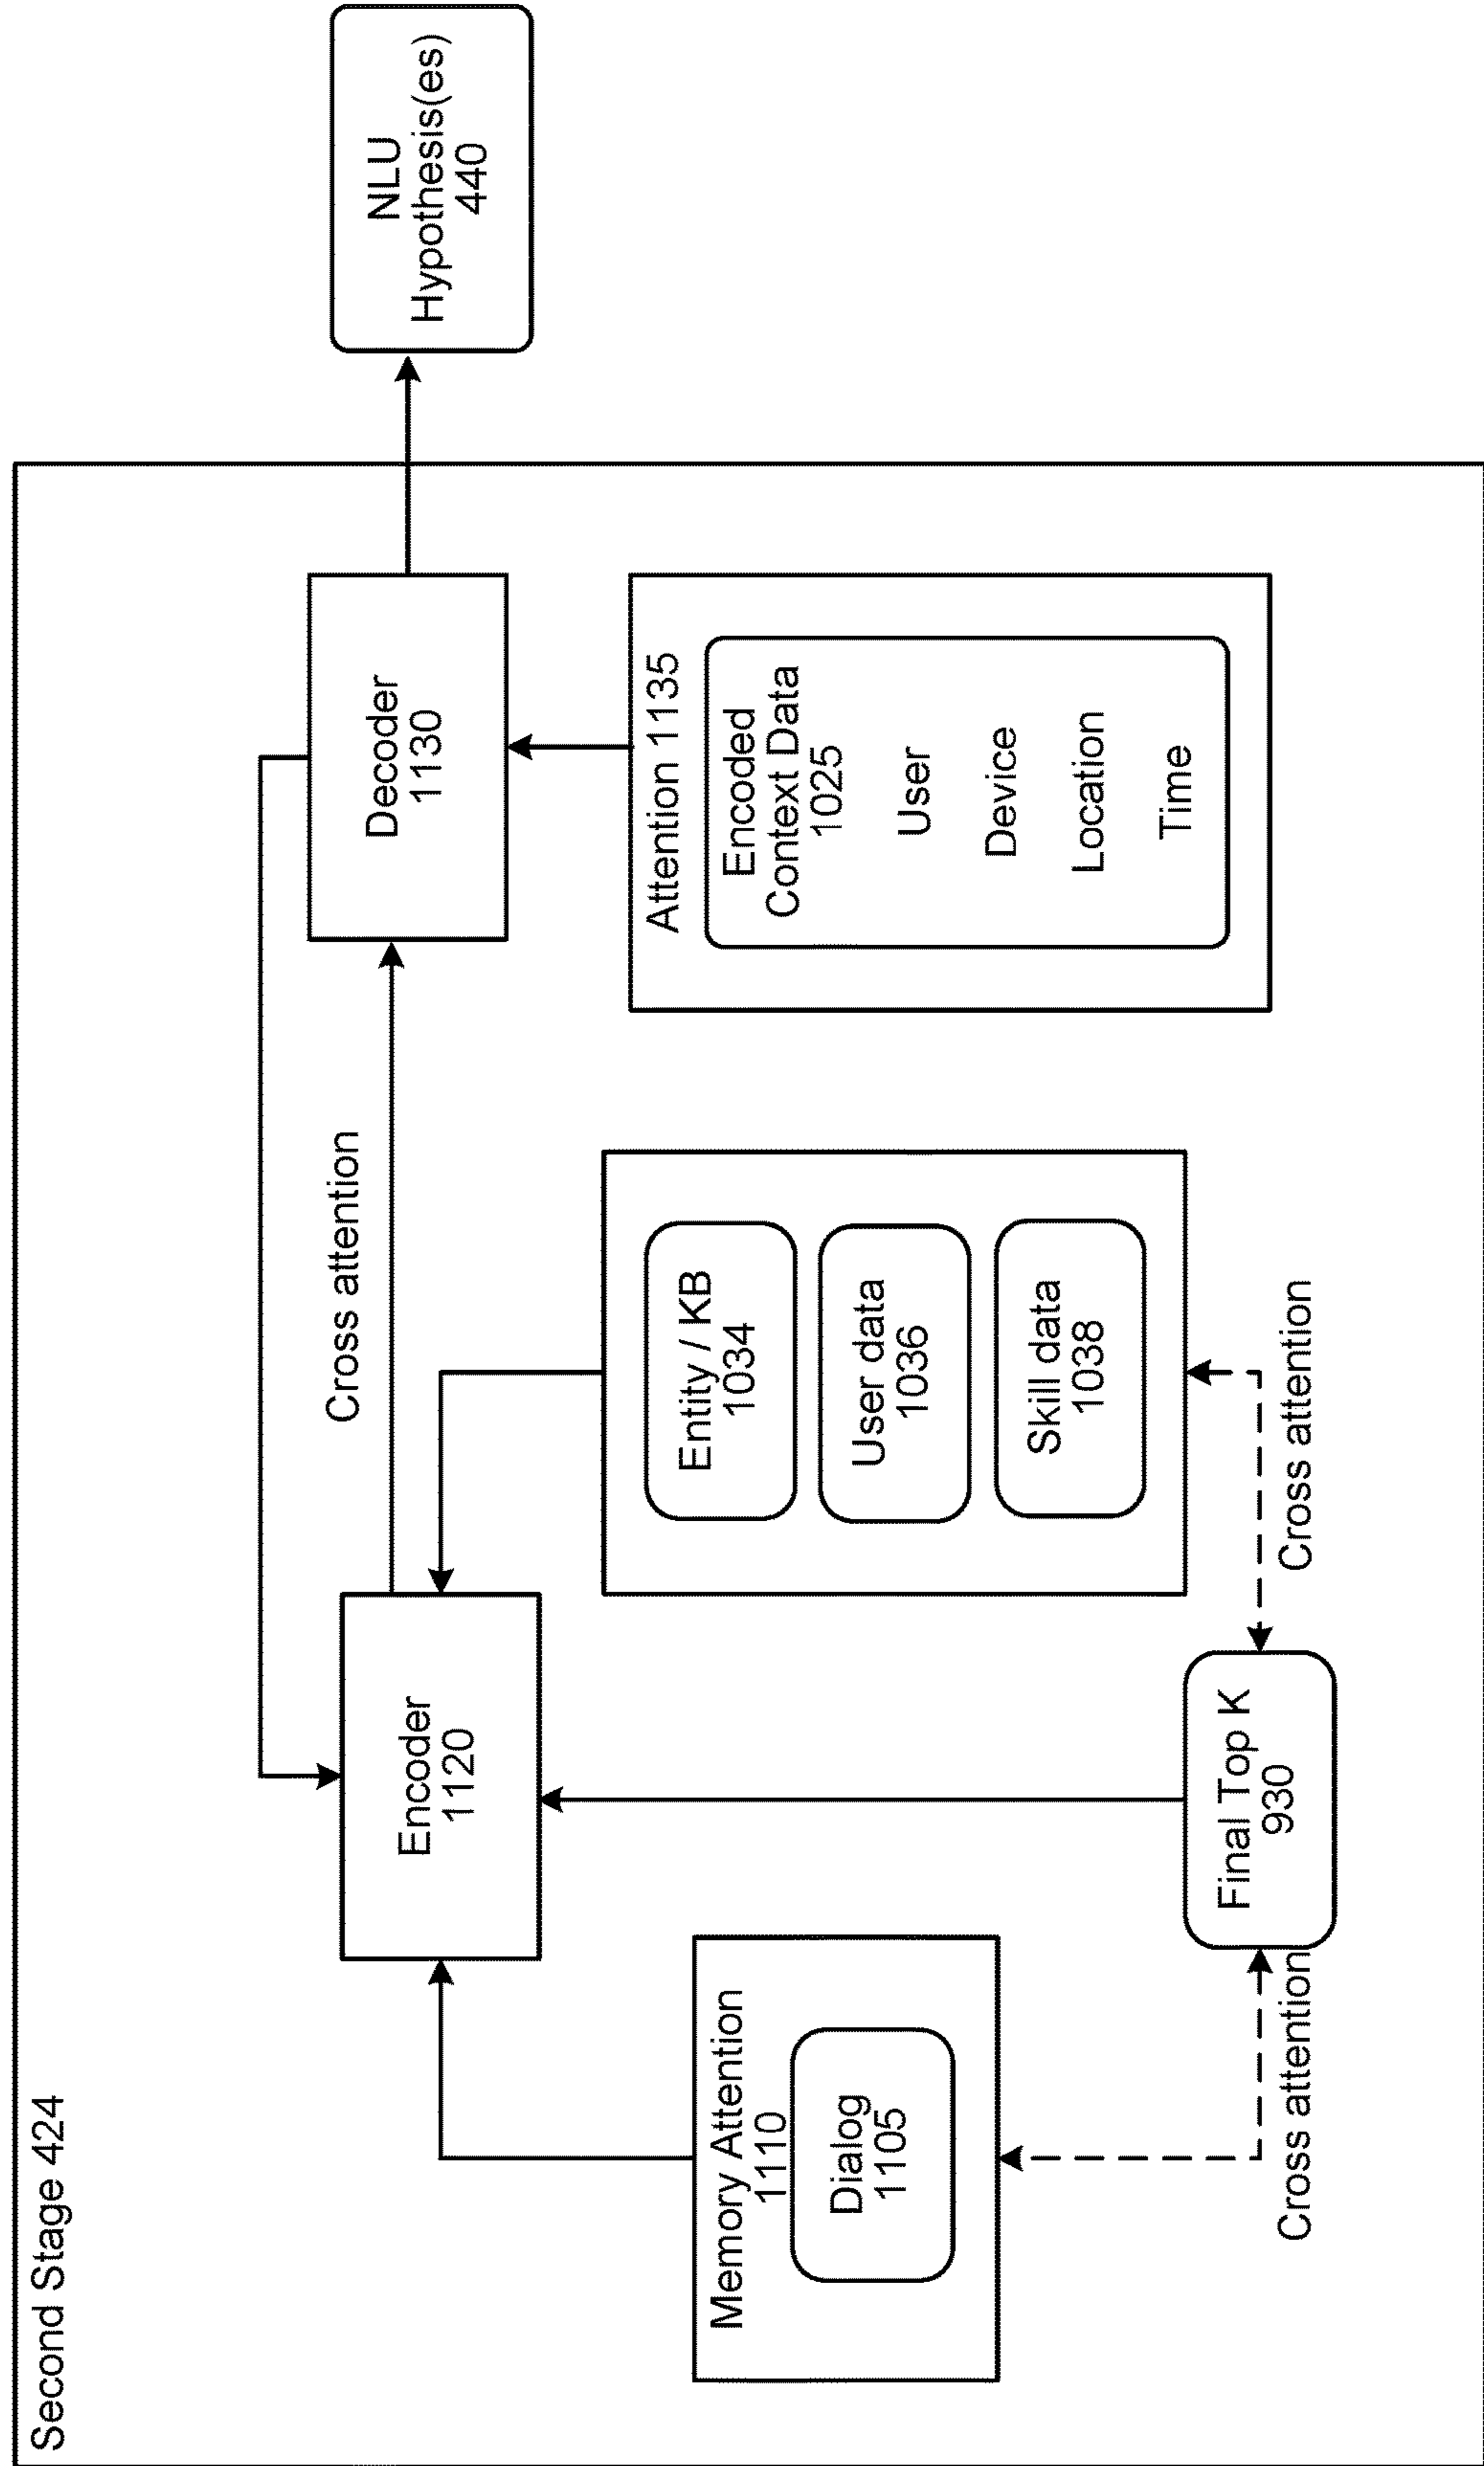 Second Stage 424
Memory Attention
1110
Dialog
1105
Cross attention
Encoder
1120
Final Top K
930
Cross attention
Entity / KB
1034
User data
1036
Skill data
1038
Cross attention
Decoder
1130
Attention 1135
Encoded
Context Data
1025
User
Device
Location
Time
NLU
Hypothesis(es)
440